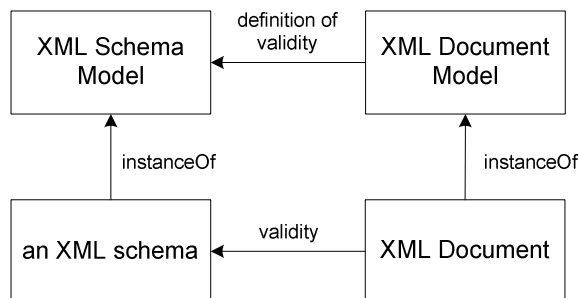 XML Schema
Model
definition of
validity
XML Document
Model
instanceOf
instanceOf
an XML schema
validity
XML Document